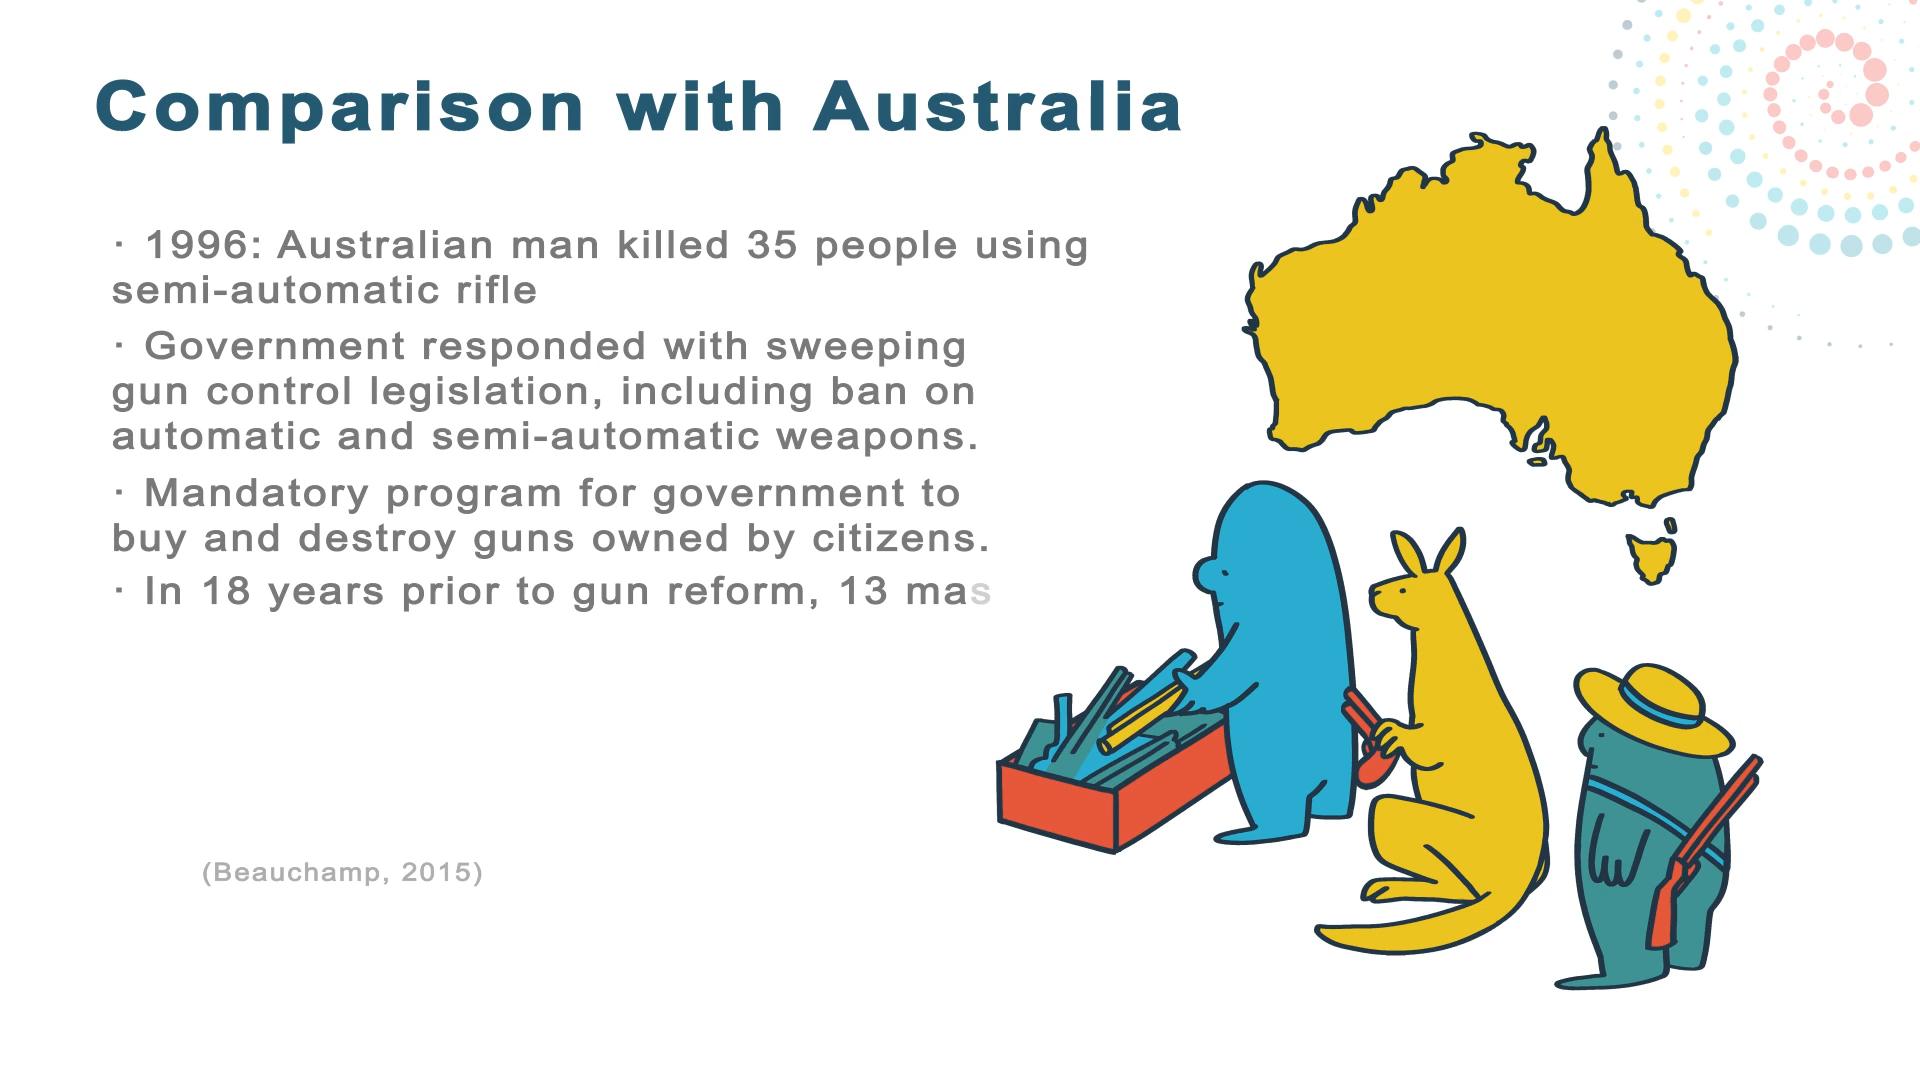 Comparison with Australia
· 1996: Australian man killed 35 people using
semi-automatic rifle
· Government responded with sweeping
gun control legislation, including ban on
automatic and semi-automatic weapons.
· Mandatory program for government to
buy and destroy guns owned by citizens.
· In 18 years prior to gun reform, 13 mas
(Beauchamp, 2015)